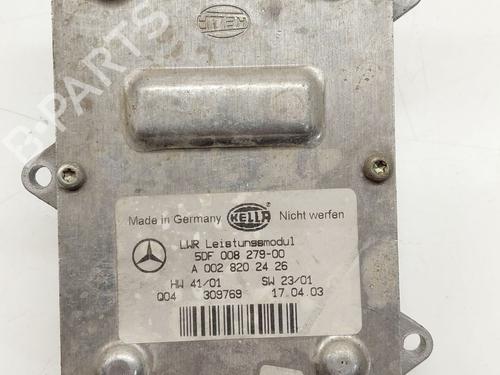 HELLA
B-PARTS
Made in Germany HELLA Nicht werfen
LWR Leistungsmodul
5DF 008 279-00
A 002 820 24 26
HW 41/01 SW 23/01
Q04 309769 17.04.03